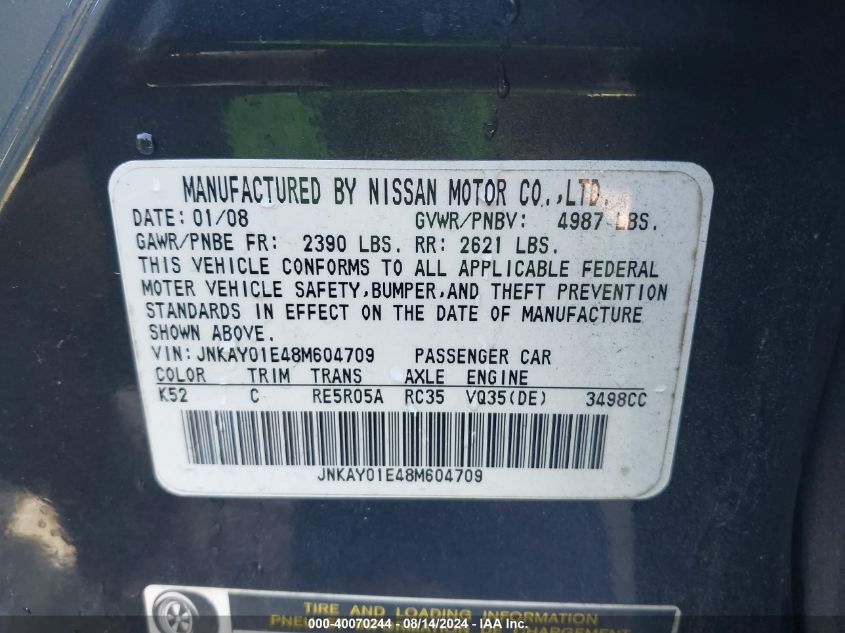 MANUFACTURED BY NISSAN MOTOR CO.,LTD.
DATE: 01/08 GVWR/PNBV: 4987 LBS.
GAWR/PNBE FR: 2390 LBS. RR: 2621 LBS.
THIS VEHICLE CONFORMS TO ALL APPLICABLE FEDERAL
MOTER VEHICLE SAFETY,BUMPER,AND THEFT PREVENTION
STANDARDS IN EFFECT ON THE DATE OF MANUFACTURE
SHOWN ABOVE.
VIN: JNKAY01E48M604709 PASSENGER CAR
COLOR TRIM TRANS AXLE ENGINE
K52 C RE5R05A RC35 VQ35(DE) 3498CC
JNKAY01E48M604709
TIRE AND LOADING INFORMATION
000-40070244 - 08/14/2024 - IAA Inc.